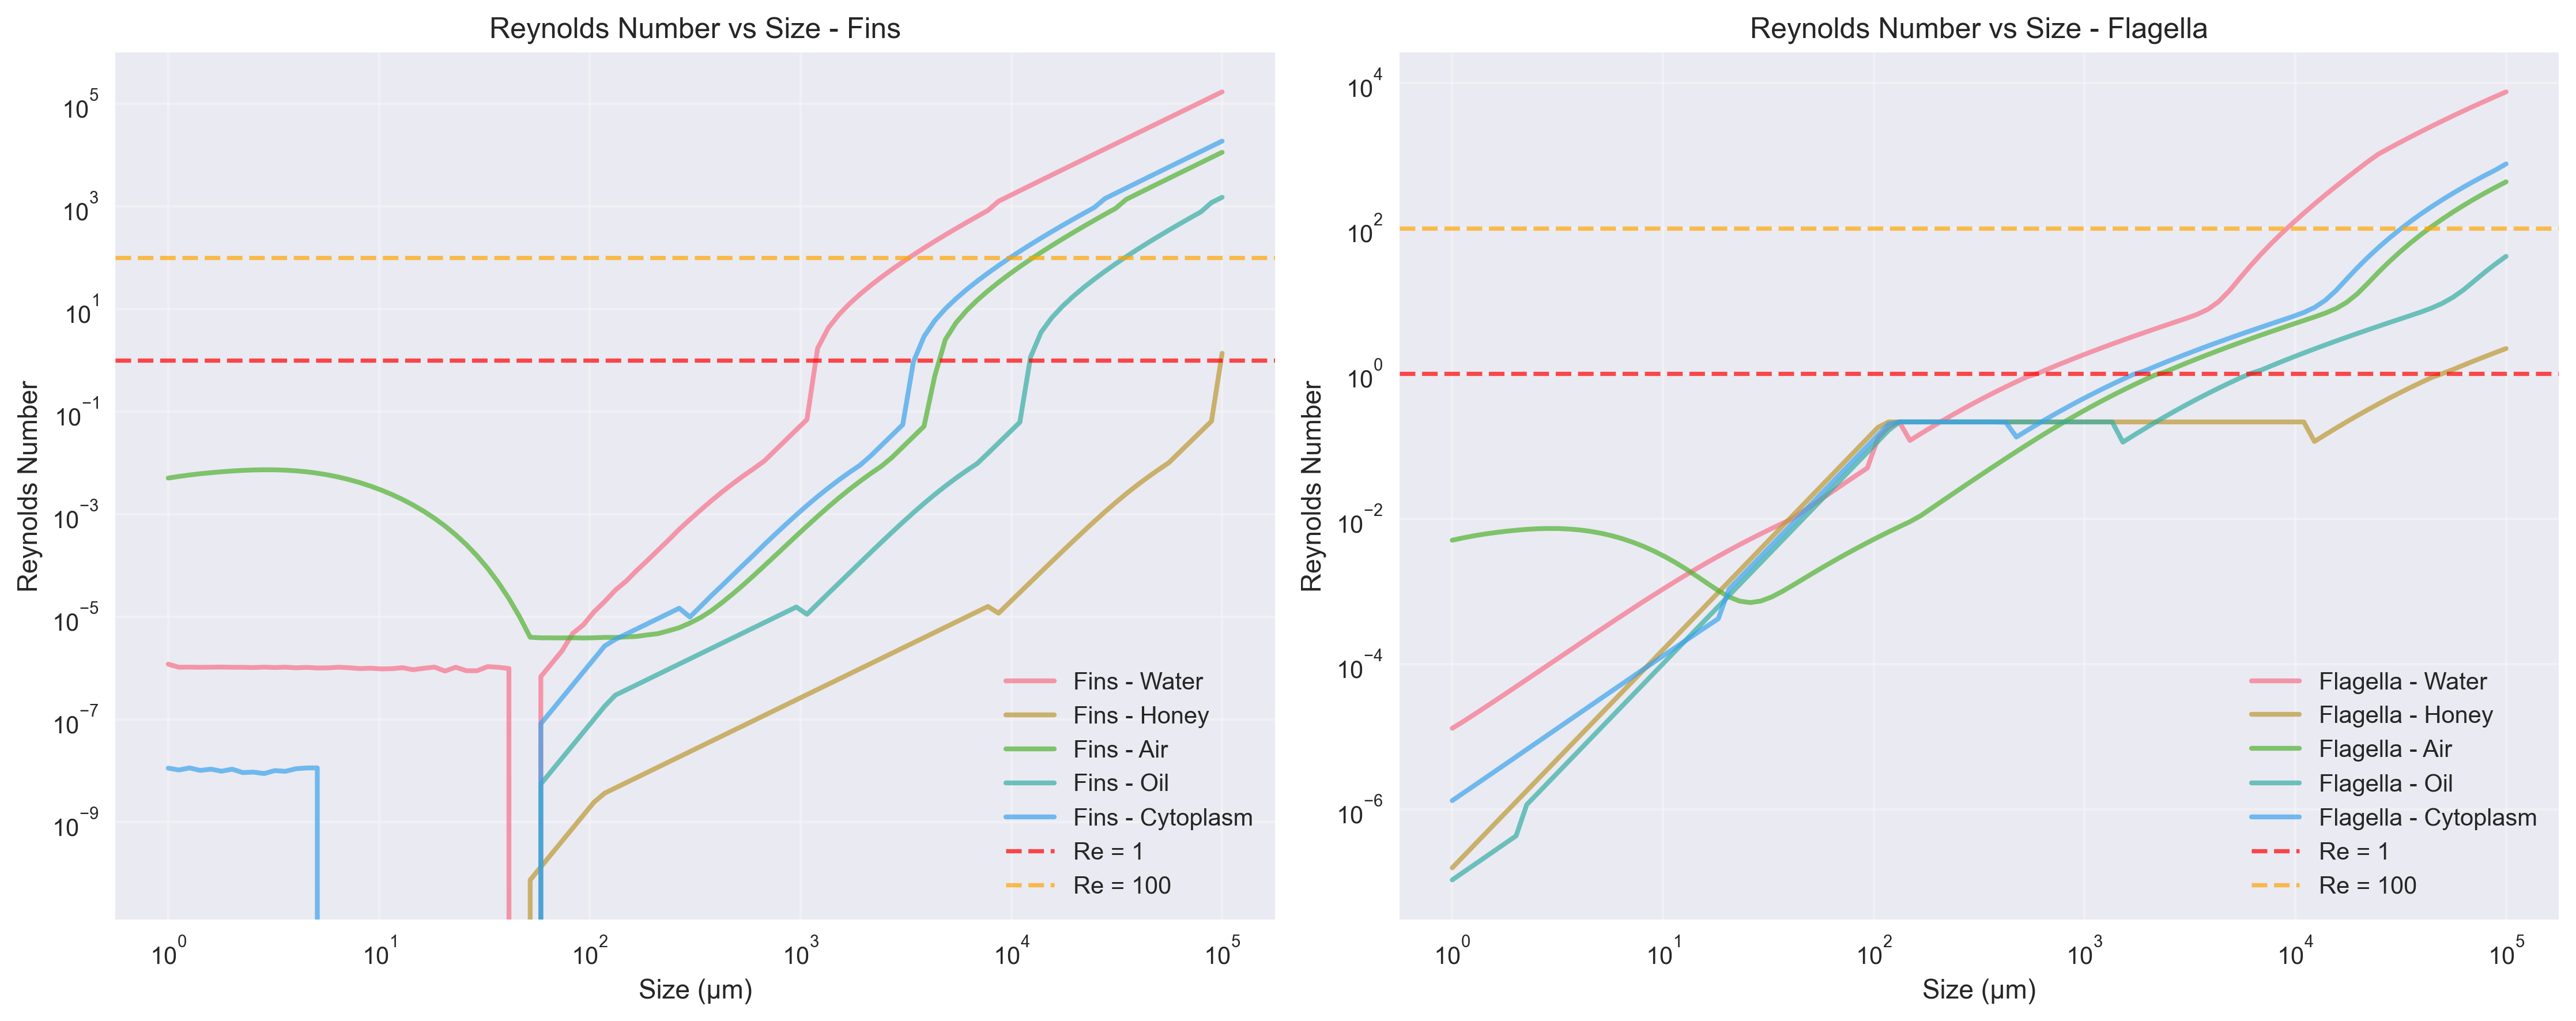 Reynolds Number vs Size - Fins
Reynolds Number
10^5
10^3
10^1
10^-1
10^-3
10^-5
10^-7
10^-9
10^0
10^1
10^2
10^3
10^4
10^5
Size (µm)
Fins - Water
Fins - Honey
Fins - Air
Fins - Oil
Fins - Cytoplasm
Re = 1
Re = 100
Reynolds Number vs Size - Flagella
Reynolds Number
10^4
10^2
10^0
10^-2
10^-4
10^-6
10^0
10^1
10^2
10^3
10^4
10^5
Size (µm)
Flagella - Water
Flagella - Honey
Flagella - Air
Flagella - Oil
Flagella - Cytoplasm
Re = 1
Re = 100